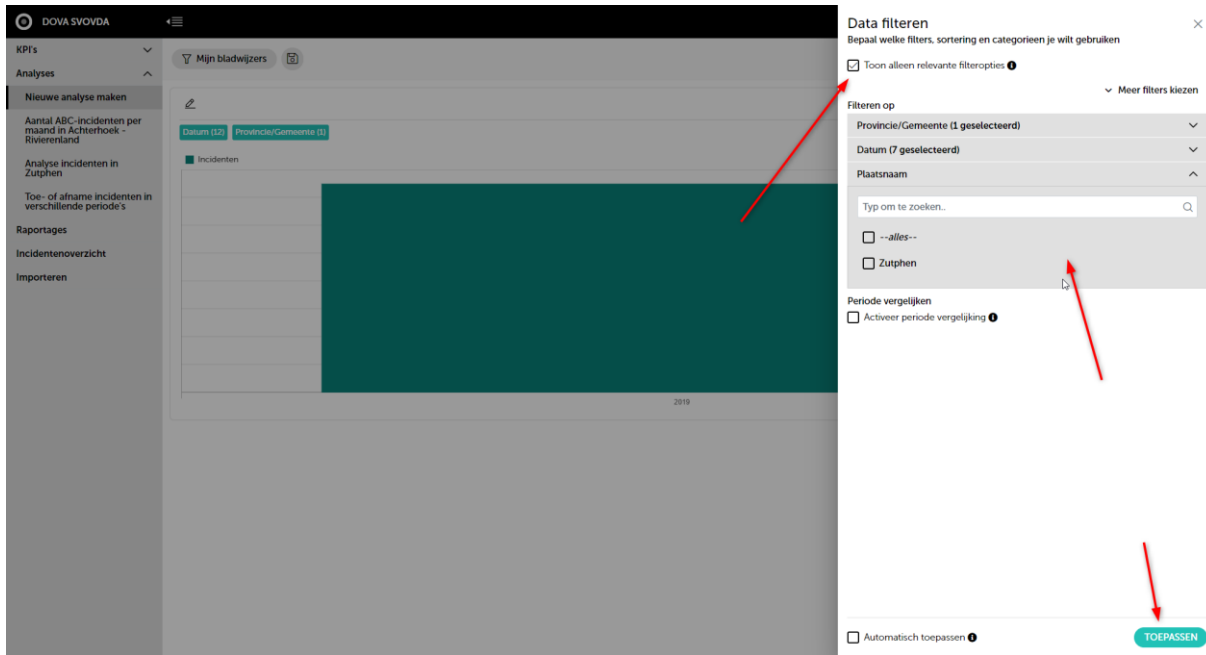 DOVA SVOVDA
KPI's
Analyses
Nieuwe analyse maken
Aantal ABC-incidenten per
maand in Achterhoek -
Rivierenland
Analyse incidenten in
Zutphen
Toe- of afname incidenten in
verschillende periode's
Raportages
Incidentenoverzicht
Importeren
Mijn bladwijzers
Datum (12) Provincie/Gemeente (1)
Incidenten
2019
Data filteren
Bepaal welke filters, sortering en categorieen je wilt gebruiken
Toon alleen relevante filteropties
Meer filters kiezen
Filteren op
Provincie/Gemeente (1 geselecteerd)
Datum (7 geselecteerd)
Plaatsnaam
Typ om te zoeken..
--alles--
Zutphen
Periode vergelijken
Activeer periode vergelijking
Automatisch toepassen
TOEPASSEN